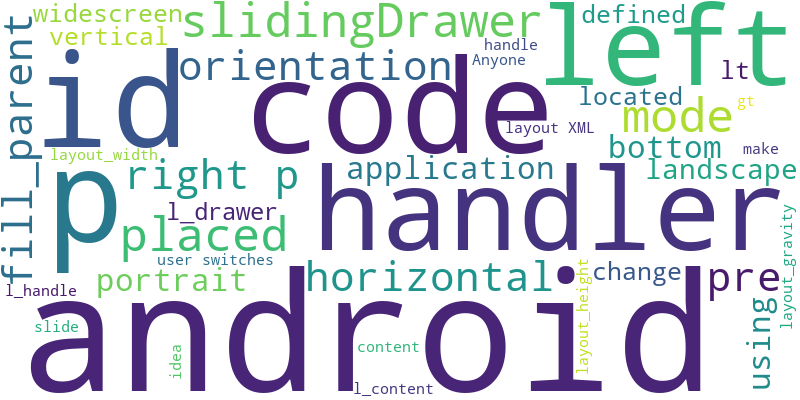 widescreen
slidingDrawer
left
defined
vertical
handle
Anyone
id
orientation
code
lt
located
gt
mode
fill_parent
layout XML
make
bottom
layout_width
p
right p
application
landscape
handler
l_drawer
placed
layout_gravity
user switches
portrait
horizontal
change
pre
l_handle
android
layout_height
using
slide
content
idea
l_content